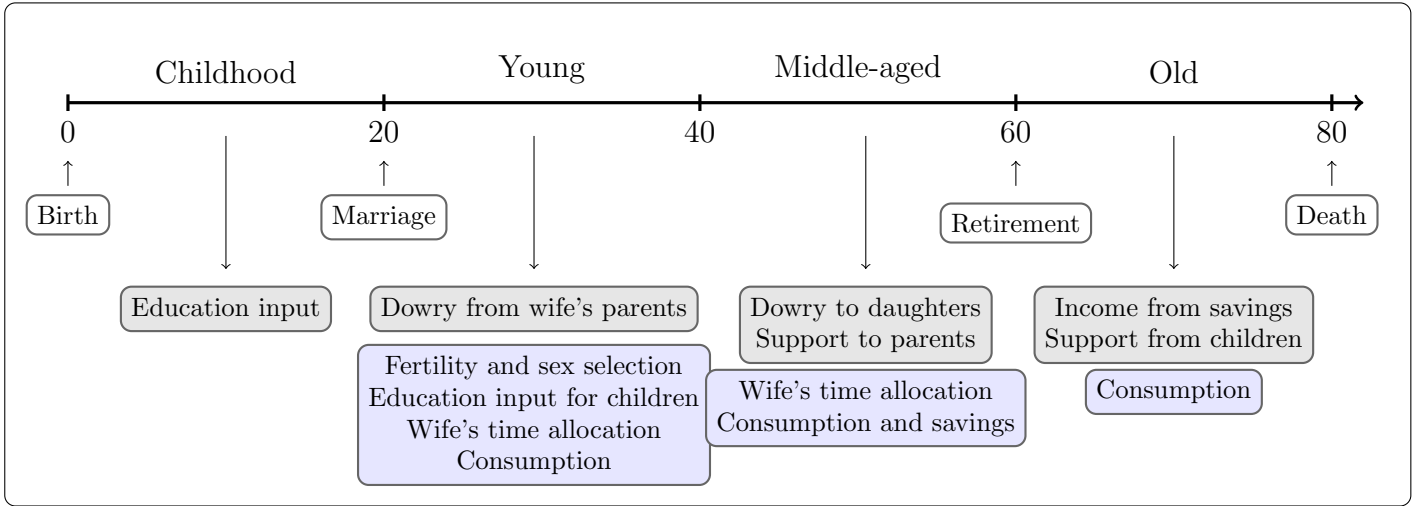 Childhood
Young
Middle-aged
Old
0
20
40
60
80
Birth
Marriage
Retirement
Death
Education input
Dowry from wife's parents
Dowry to daughters
Support to parents
Income from savings
Support from children
Fertility and sex selection
Education input for children
Wife's time allocation
Consumption
Wife's time allocation
Consumption and savings
Consumption